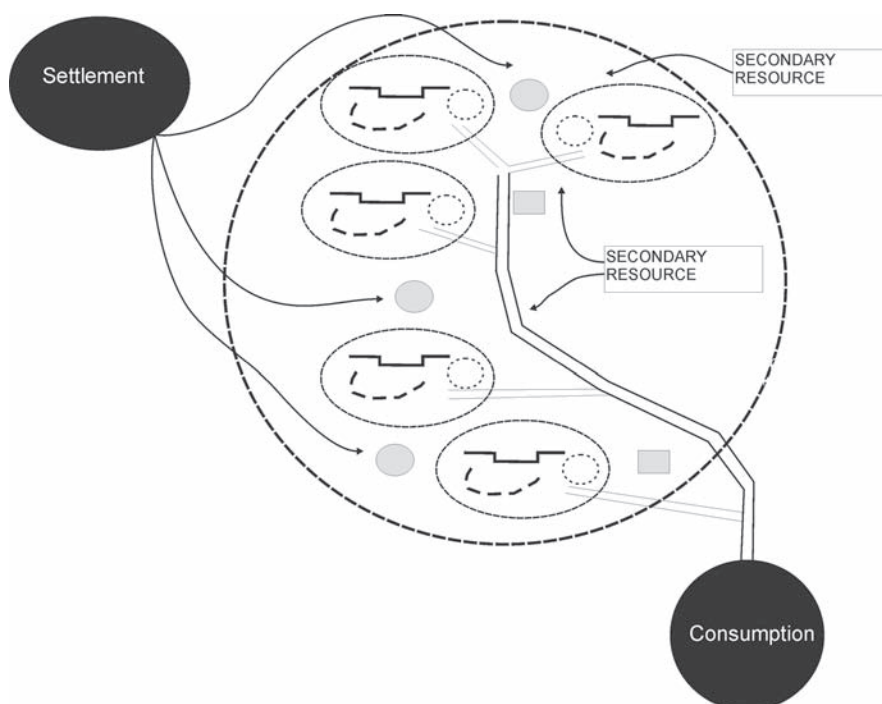 Settlement
SECONDARY
RESOURCE
SECONDARY
RESOURCE
Consumption